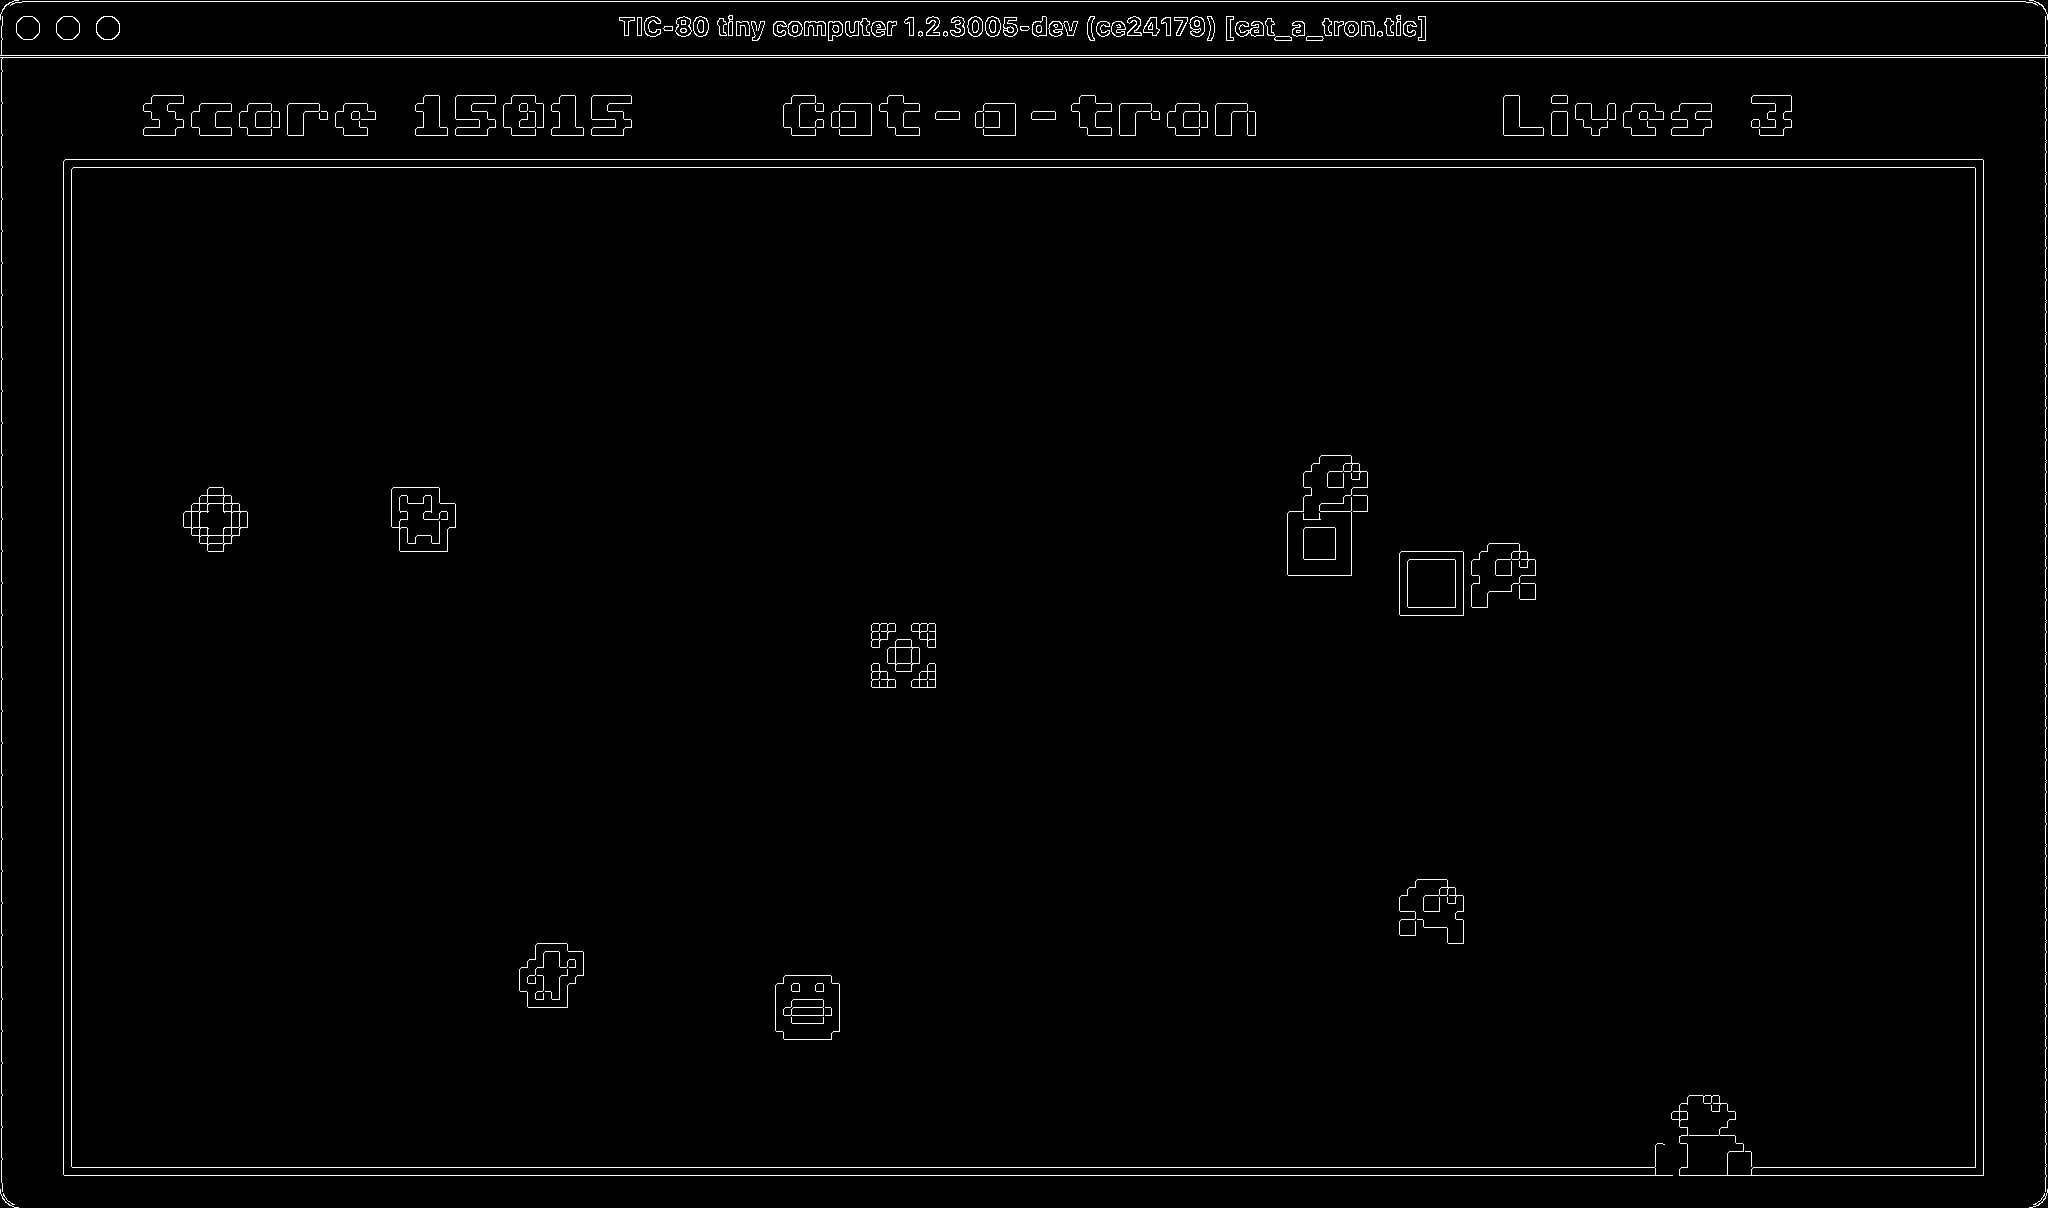 TIC-80 tiny computer 1.2.3005-dev (ce24179) [cat_a_tron.tic]
Score 15015 Cat-a-tron Lives 3